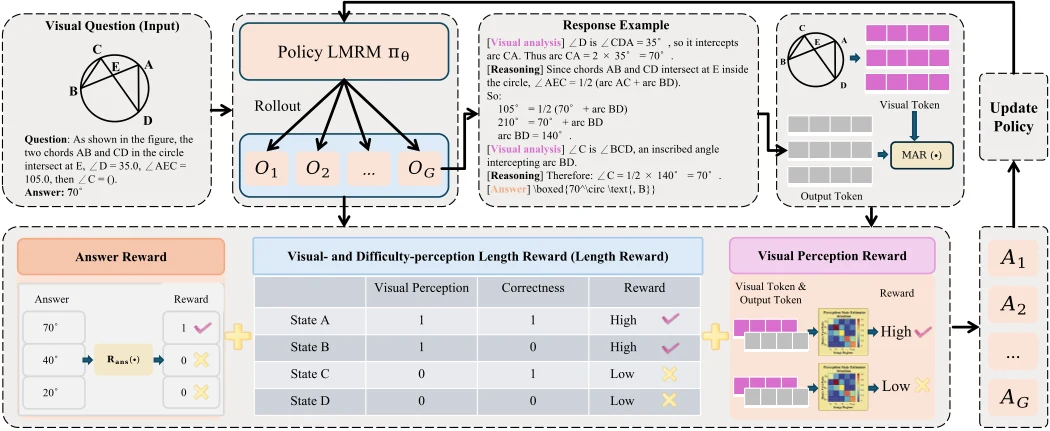 Visual Question (Input)
C
A
E
B
D
Question: As shown in the figure, the
two chords AB and CD in the circle
intersect at E, ∠D = 35.0, ∠AEC =
105.0, then ∠C = ().
Answer: 70°
Policy LMRM πθ
Rollout
O1
O2
...
OG
Response Example
[Visual analysis] ∠D is ∠CDA = 35°, so it intercepts
arc CA. Thus arc CA = 2 × 35° = 70°.
[Reasoning] Since chords AB and CD intersect at E inside
the circle, ∠AEC = 1/2 (arc AC + arc BD).
So:
105° = 1/2 (70° + arc BD)
210° = 70° + arc BD
arc BD = 140°.
[Visual analysis] ∠C is ∠BCD, an inscribed angle
intercepting arc BD.
[Reasoning] Therefore: ∠C = 1/2 × 140° = 70°.
[Answer] \boxed{70^\circ \text{, B}}
C
E
A
B
D
Visual Token
MAR (•)
Output Token
Update
Policy
Answer Reward
Answer
Reward
70°
1
40°
Rans(•)
0
20°
0
Visual- and Difficulty-perception Length Reward (Length Reward)
Visual Perception Correctness Reward
State A 1 1 High
State B 1 0 High
State C 0 1 Low
State D 0 0 Low
Visual Perception Reward
Visual Token &
Output Token
Reward
High
Low
A1
A2
...
AG